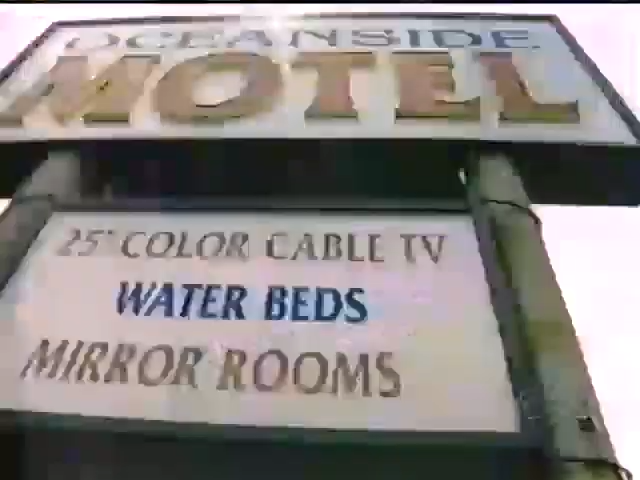 OCEANSIDE
MOTEL
25" COLOR CABLE TV
WATER BEDS
MIRROR ROOMS